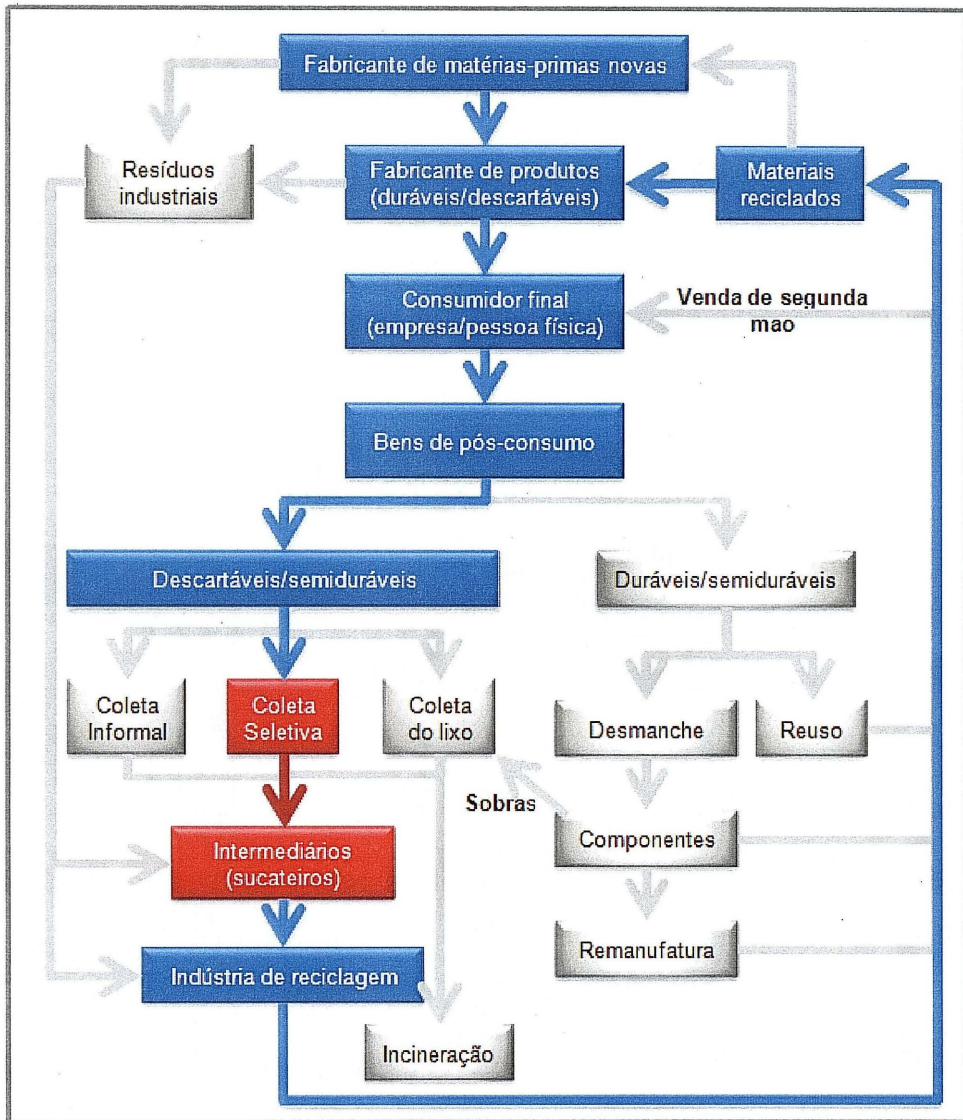 Fabricante de matérias-primas novas
Resíduos
industriais
Fabricante de produtos
(duráveis/descartáveis)
Materiais
reciclados
Consumidor final
(empresa/pessoa física)
Venda de segunda
mao
Bens de pós-consumo
Descartáveis/semiduráveis
Duráveis/semiduráveis
Coleta
Informal
Coleta
Seletiva
Coleta
do lixo
Desmanche
Reuso
Sobras
Componentes
Intermediários
(sucateiros)
Remanufatura
Indústria de reciclagem
Incineração